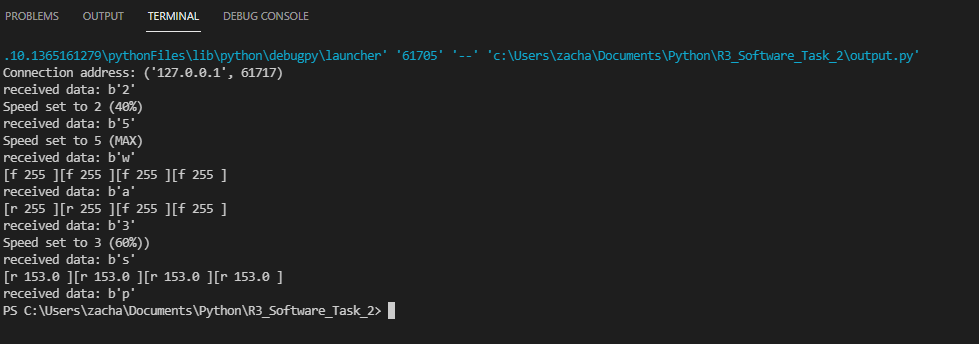 PROBLEMS OUTPUT TERMINAL DEBUG CONSOLE
.10.1365161279\pythonFiles\lib\python\debugpy\launcher' '61705' '--' 'c:\Users\zacha\Documents\Python\R3_Software_Task_2\output.py'
Connection address: ('127.0.0.1', 61717)
received data: b'2'
Speed set to 2 (40%)
received data: b'5'
Speed set to 5 (MAX)
received data: b'w'
[f 255 ][f 255 ][f 255 ][f 255 ]
received data: b'a'
[r 255 ][r 255 ][f 255 ][f 255 ]
received data: b'3'
Speed set to 3 (60%))
received data: b's'
[r 153.0 ][r 153.0 ][r 153.0 ][r 153.0 ]
received data: b'p'
PS C:\Users\zacha\Documents\Python\R3_Software_Task_2>